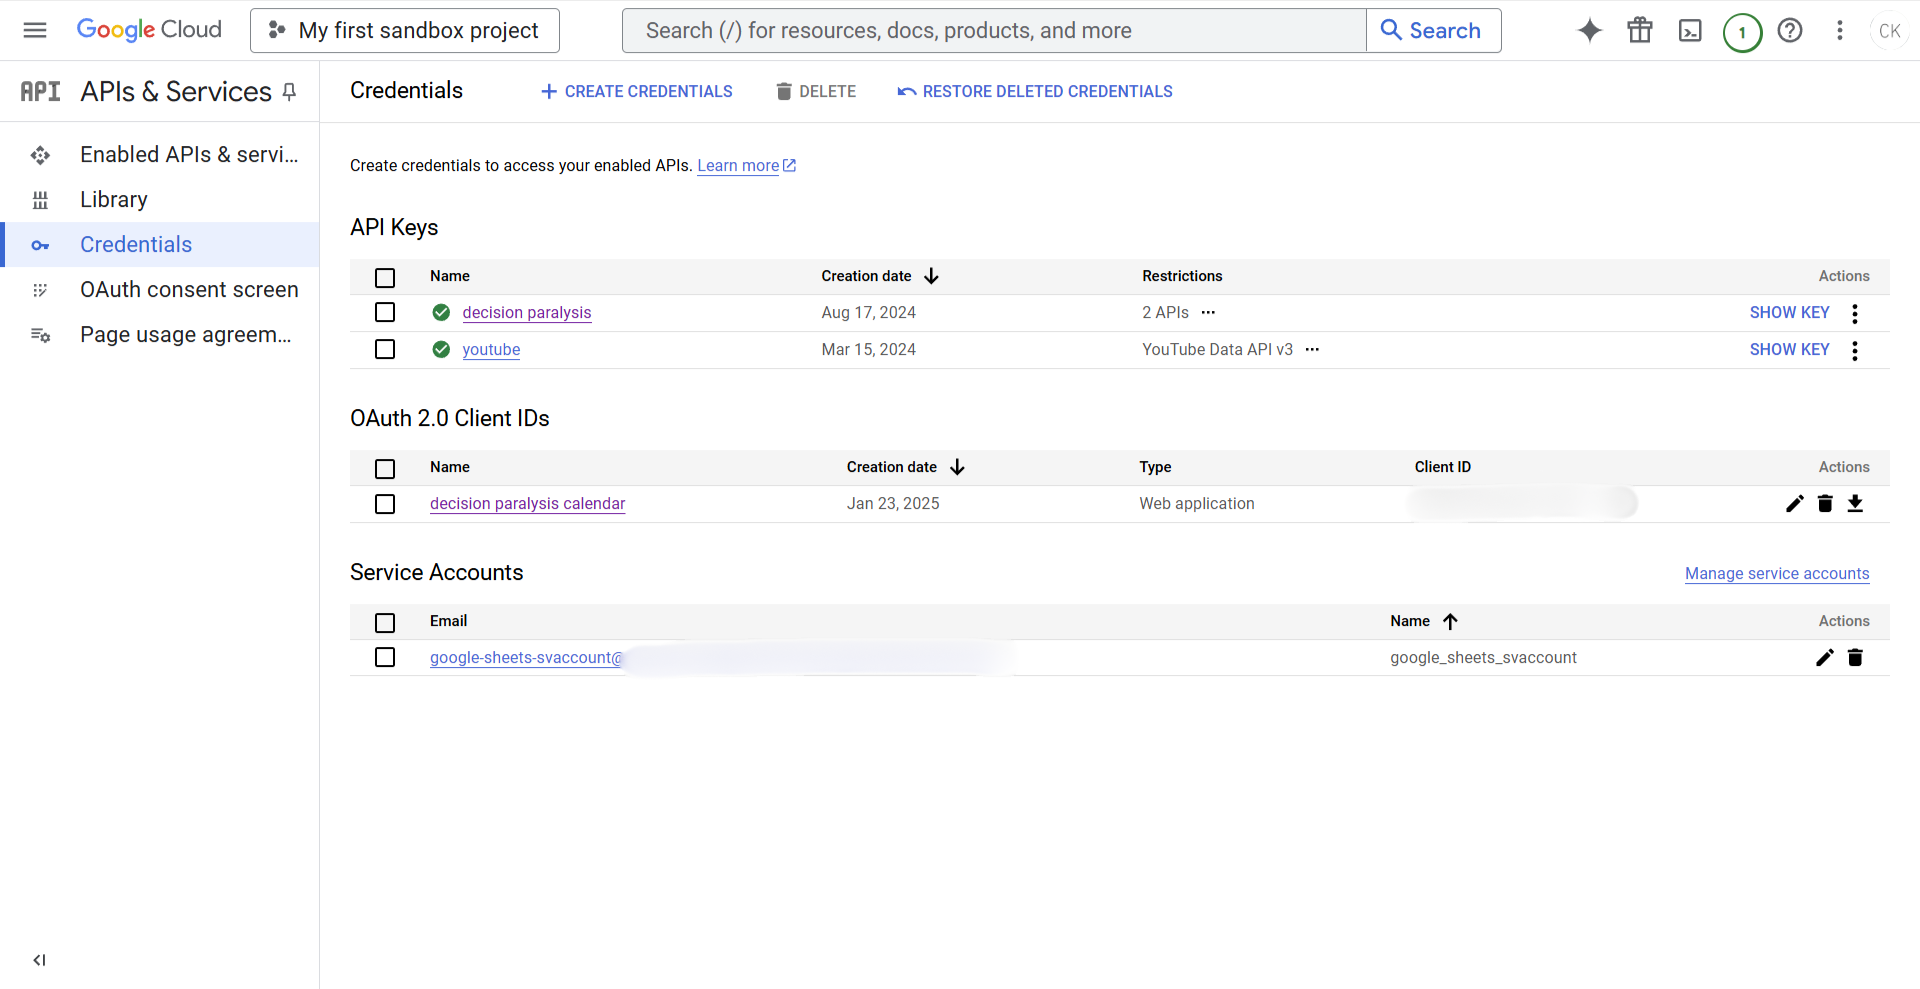 Google Cloud
My first sandbox project
Search (/) for resources, docs, products, and more
Search
1
CK
API APIs & Services
Enabled APIs & servi...
Library
Credentials
OAuth consent screen
Page usage agreem...
Credentials
CREATE CREDENTIALS
DELETE
RESTORE DELETED CREDENTIALS
Create credentials to access your enabled APIs. Learn more
API Keys
Name Creation date Restrictions Actions
decision paralysis Aug 17, 2024 2 APIs SHOW KEY
youtube Mar 15, 2024 YouTube Data API v3 SHOW KEY
OAuth 2.0 Client IDs
Name Creation date Type Client ID Actions
decision paralysis calendar Jan 23, 2025 Web application
Service Accounts
Manage service accounts
Email Name Actions
google-sheets-svaccount@ google_sheets_svaccount